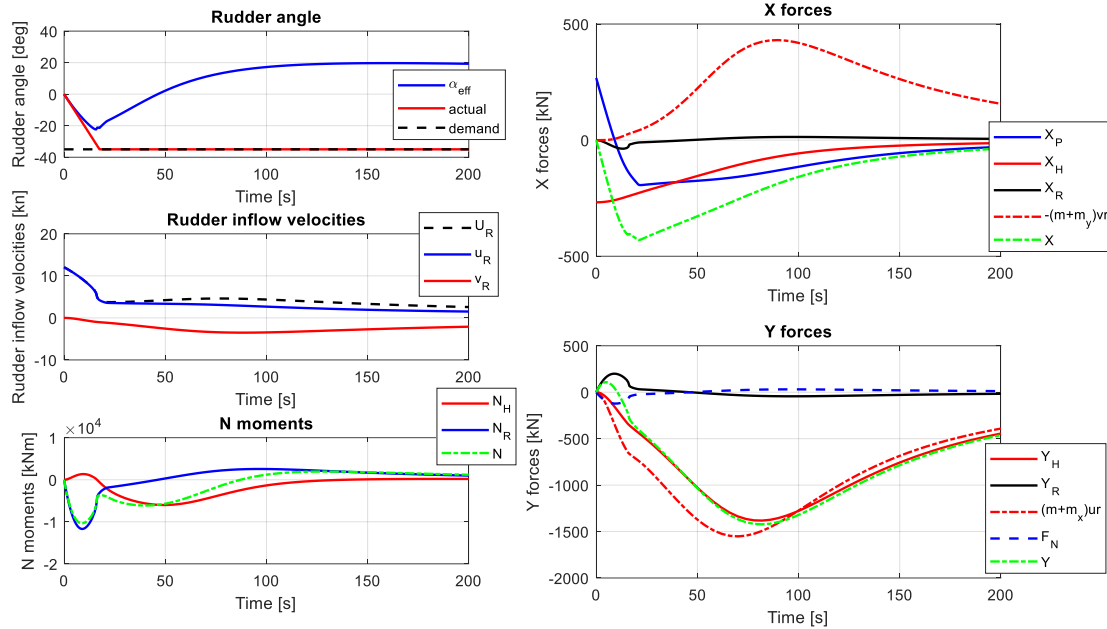 Rudder angle
Rudder angle [deg]
40
20
0
-20
-40
0
50
100
150
200
Time [s]
α_eff
actual
demand
Rudder inflow velocities
Rudder inflow velocities [kn]
20
10
0
-10
0
50
100
150
200
Time [s]
U_R
u_R
v_R
N moments
N moments [kNm]
× 10^4
1
0
-1
-2
0
50
100
150
200
Time [s]
N_H
N_R
N
X forces
X forces [kN]
500
0
-500
0
50
100
150
200
Time [s]
X_P
X_H
X_R
-(m+m_y)vr
X
Y forces
Y forces [kN]
500
0
-500
-1000
-1500
-2000
0
50
100
150
200
Time [s]
Y_H
Y_R
(m+m_x)ur
F_N
Y